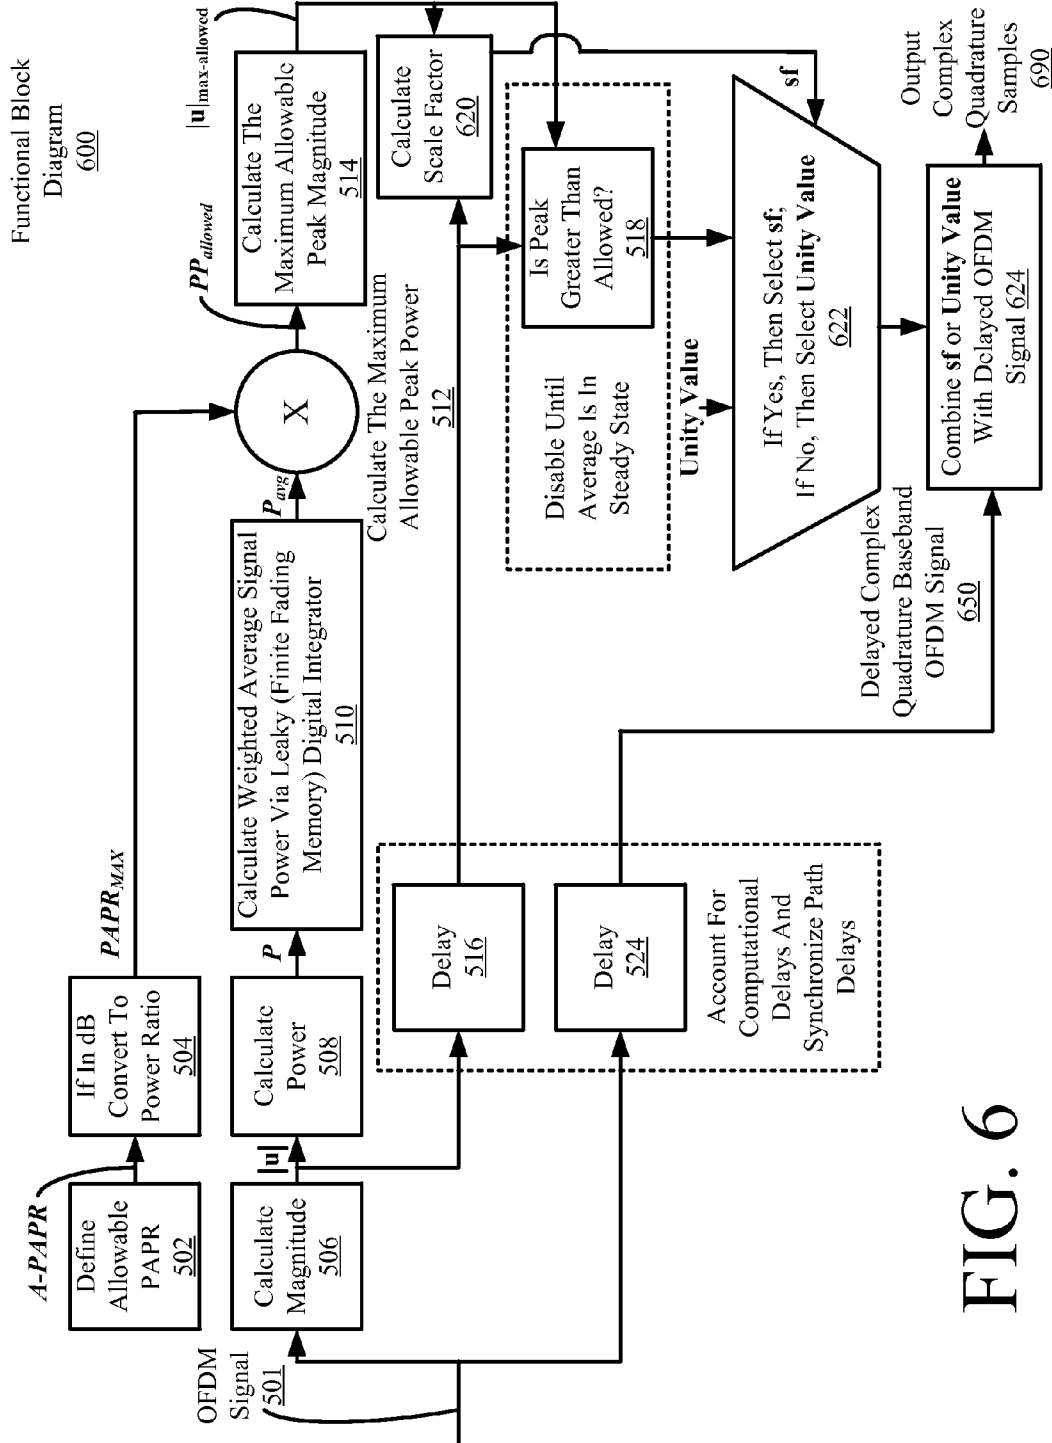 Functional Block
Diagram
600
A-PAPR
PAPR MAX
Define
Allowable
PAPR
502
If In dB
Convert To
Power Ratio
504
OFDM
Signal
501
Calculate
Magnitude
506
|u|
Calculate
Power
508
P
Calculate Weighted Average Signal
Power Via Leaky (Finite Fading
Memory) Digital Integrator
510
P avg
X
Calculate The Maximum
Allowable Peak Power
512
PP allowed
Calculate The
Maximum Allowable
Peak Magnitude
514
|u| max-allowed
Delay
516
Calculate
Scale Factor
620
Delay
524
Account For
Computational
Delays And
Synchronize Path
Delays
Disable Until
Average Is In
Steady State
Is Peak
Greater Than
Allowed?
518
Unity Value
sf
If Yes, Then Select sf;
If No, Then Select Unity Value
622
Delayed Complex
Quadrature Baseband
OFDM Signal
650
Combine sf or Unity Value
With Delayed OFDM
Signal 624
Output
Complex
Quadrature
Samples
690
FIG. 6